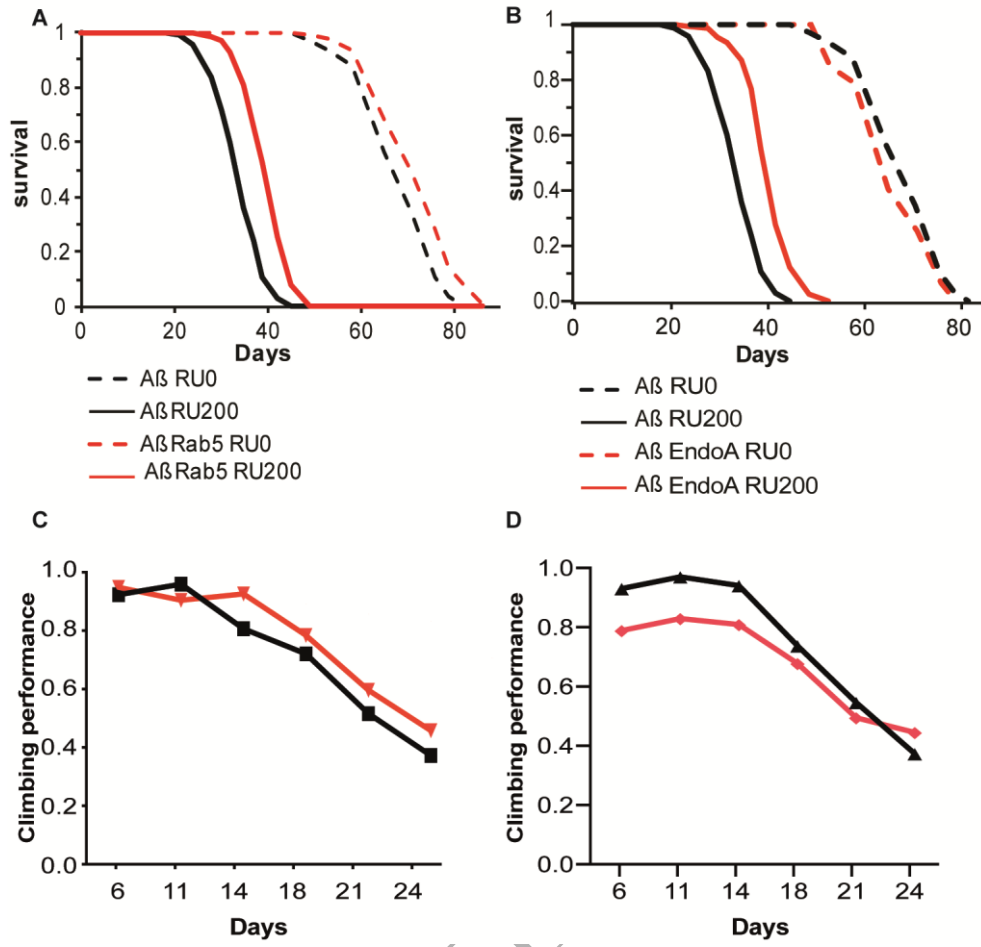 A
survival
1
0.8
0.6
0.4
0.2
0
0 20 40 60 80
Days
Aß RU0
AßRU200
AßRab5 RU0
AßRab5 RU200
B
survival
1
0.8
0.6
0.4
0.2
0.0
0 20 40 60 80
Days
Aß RU0
Aß RU200
Aß EndoA RU0
Aß EndoA RU200
C
Climbing performance
1.0
0.8
0.6
0.4
0.2
0.0
6 11 14 18 21 24
Days
D
Climbing performance
1.0
0.8
0.6
0.4
0.2
0.0
6 11 14 18 21 24
Days